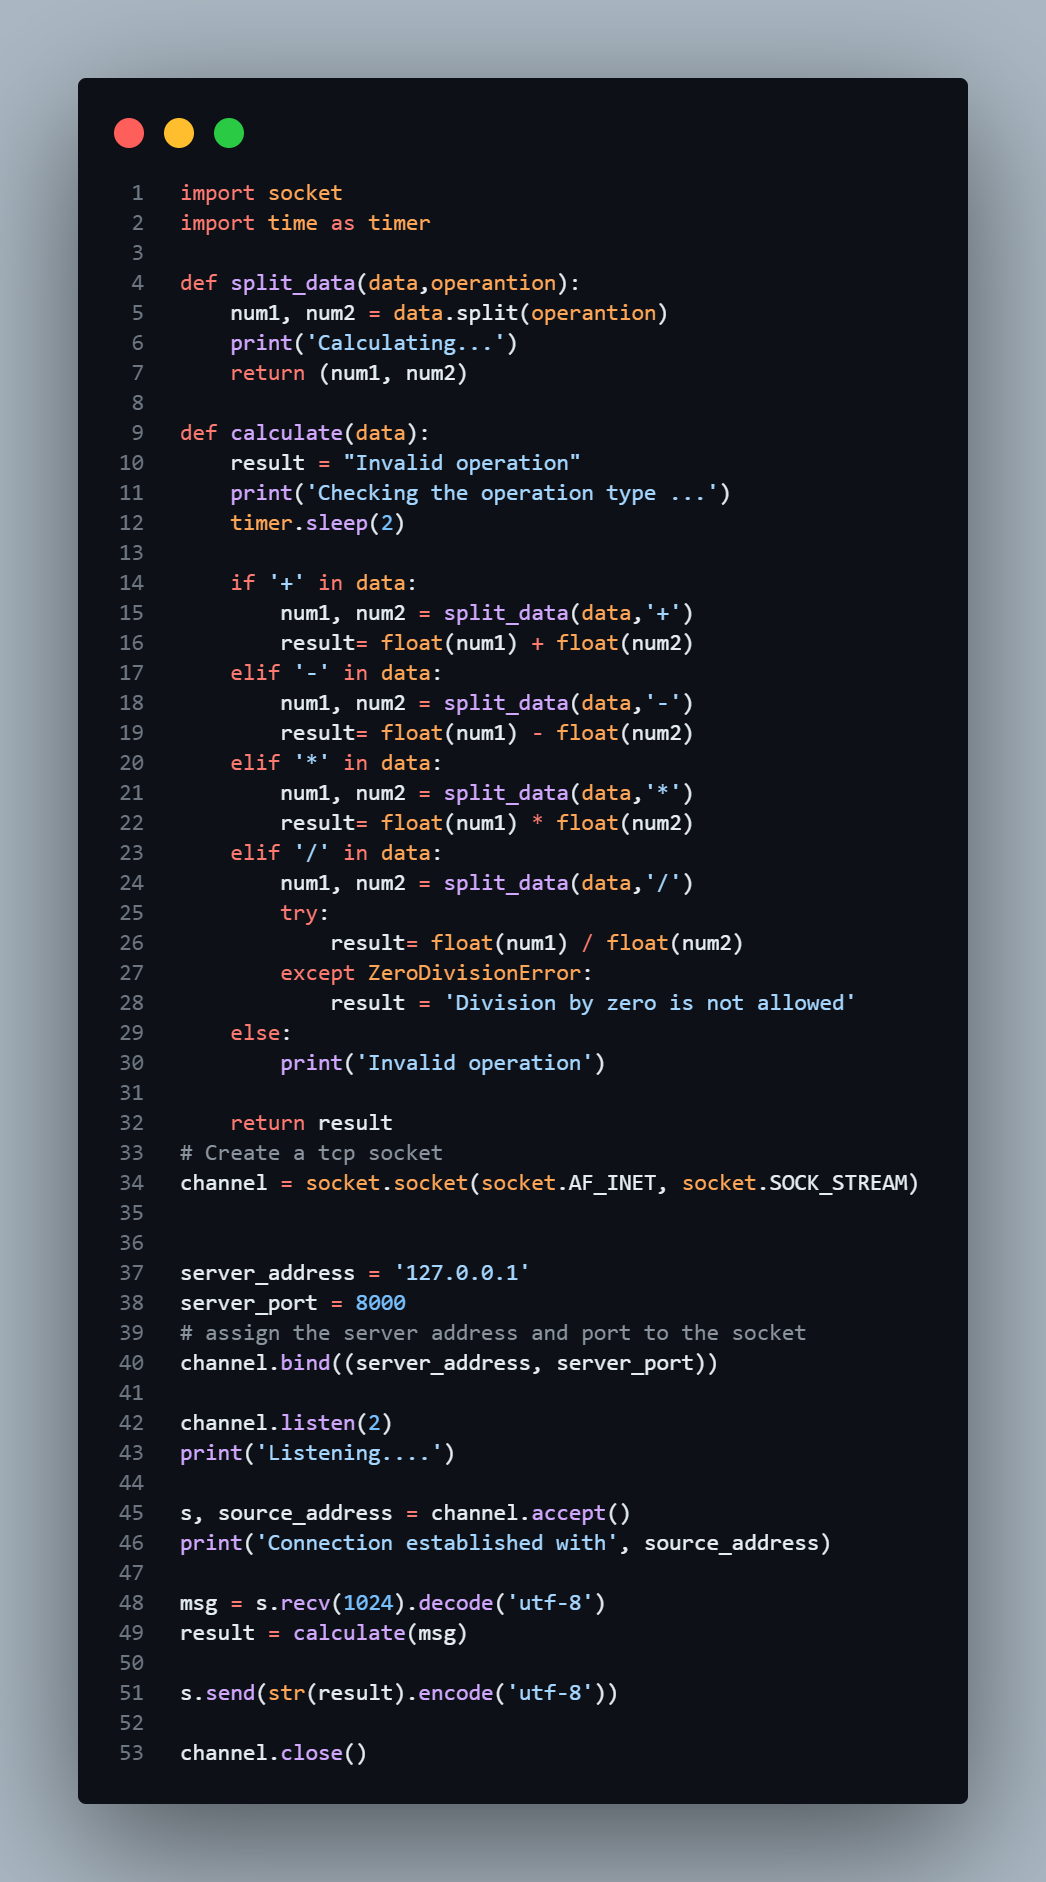 1 import socket
2 import time as timer
3
4 def split_data(data,operantion):
5     num1, num2 = data.split(operantion)
6     print('Calculating...')
7     return (num1, num2)
8
9 def calculate(data):
10     result = "Invalid operation"
11     print('Checking the operation type ...')
12     timer.sleep(2)
13
14     if '+' in data:
15         num1, num2 = split_data(data,'+')
16         result= float(num1) + float(num2)
17     elif '-' in data:
18         num1, num2 = split_data(data,'-')
19         result= float(num1) - float(num2)
20     elif '*' in data:
21         num1, num2 = split_data(data,'*')
22         result= float(num1) * float(num2)
23     elif '/' in data:
24         num1, num2 = split_data(data,'/')
25         try:
26             result= float(num1) / float(num2)
27         except ZeroDivisionError:
28             result = 'Division by zero is not allowed'
29     else:
30         print('Invalid operation')
31
32     return result
33 # Create a tcp socket
34 channel = socket.socket(socket.AF_INET, socket.SOCK_STREAM)
35
36
37 server_address = '127.0.0.1'
38 server_port = 8000
39 # assign the server address and port to the socket
40 channel.bind((server_address, server_port))
41
42 channel.listen(2)
43 print('Listening....')
44
45 s, source_address = channel.accept()
46 print('Connection established with', source_address)
47
48 msg = s.recv(1024).decode('utf-8')
49 result = calculate(msg)
50
51 s.send(str(result).encode('utf-8'))
52
53 channel.close()